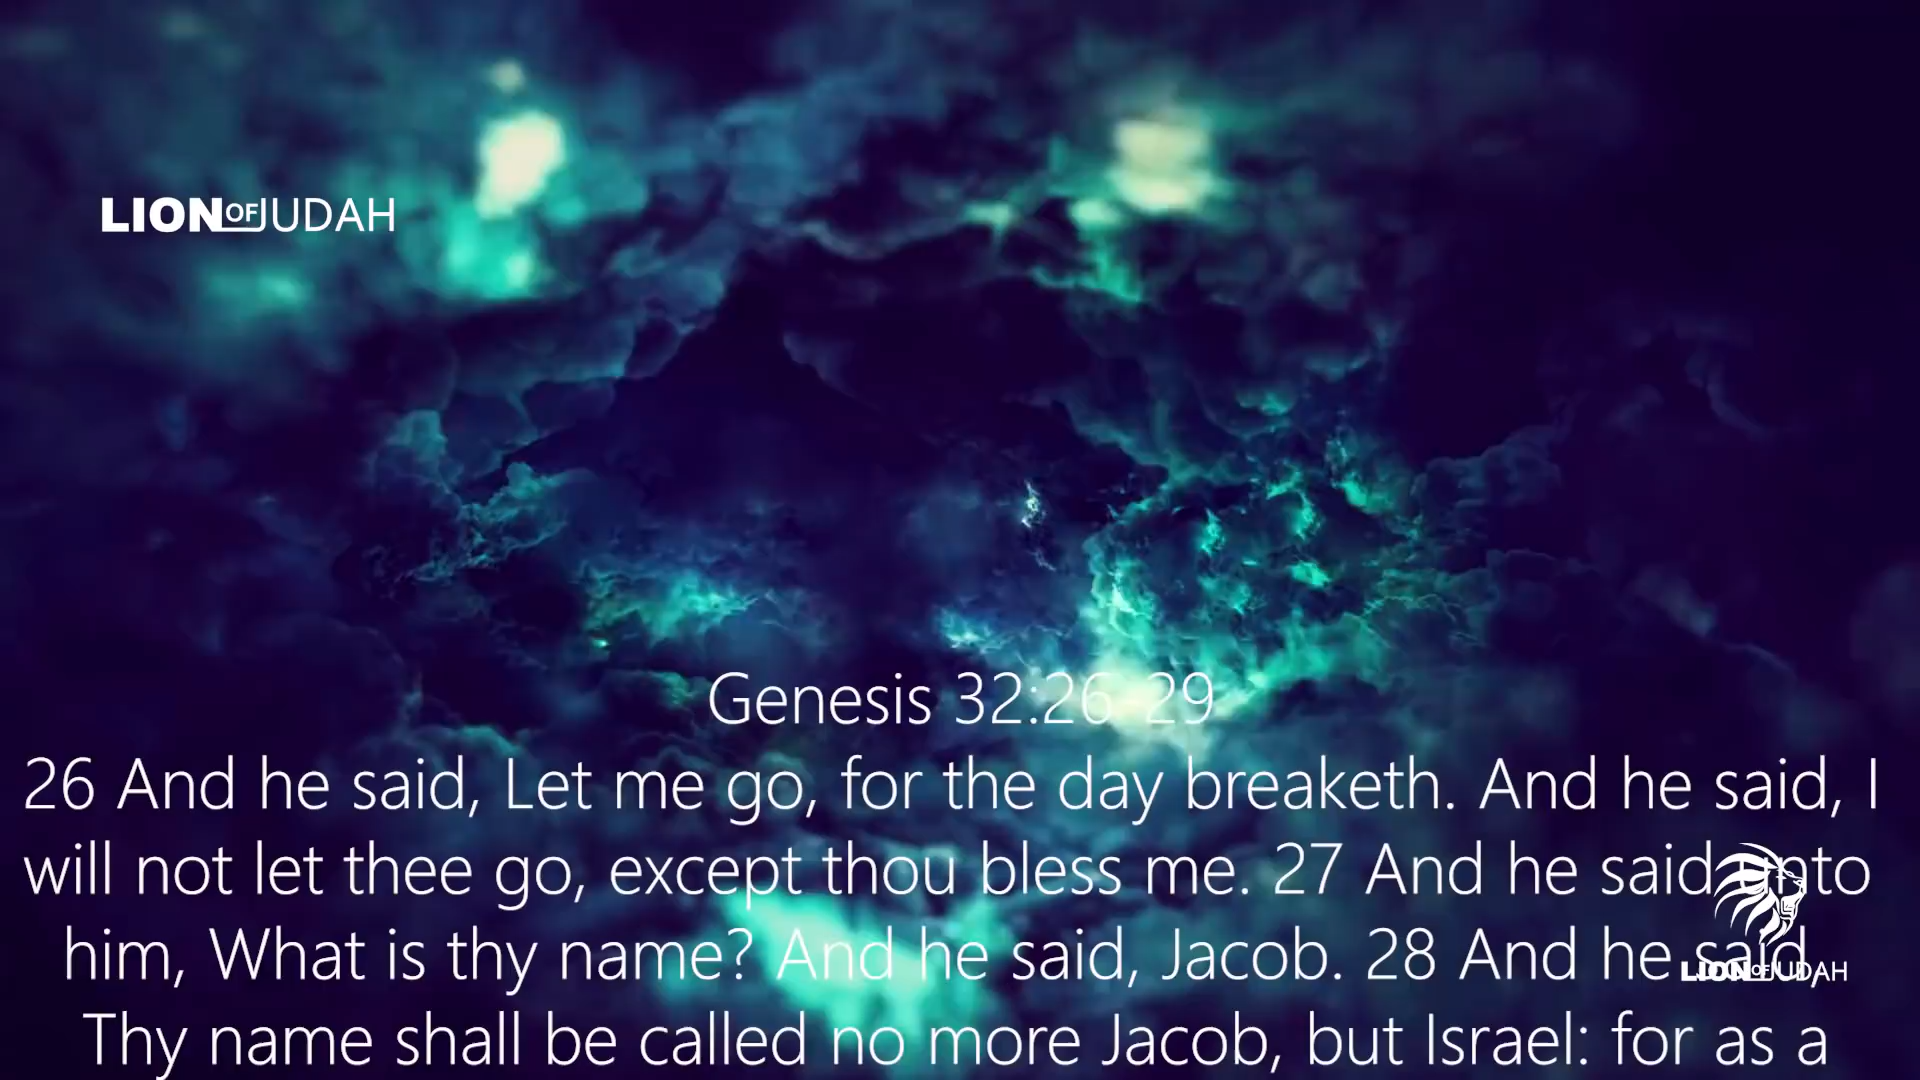 LION OF JUDAH
Genesis 32:26-29
26 And he said, Let me go, for the day breaketh. And he said, I
will not let thee go, except thou bless me. 27 And he said unto
him, What is thy name? And he said, Jacob. 28 And he said,
LION OF JUDAH
Thy name shall be called no more Jacob, but Israel: for as a